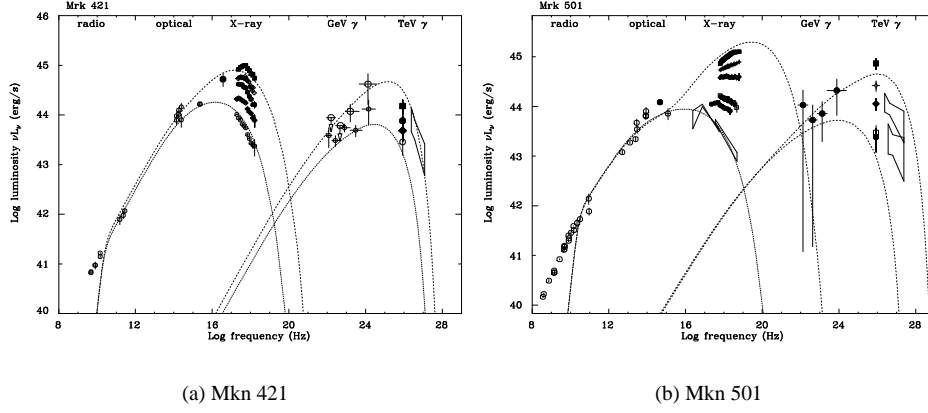 Mrk 421
radio optical X-ray GeV γ TeV γ
Log luminosity νLν (erg/s)
46
45
44
43
42
41
40
8 12 16 20 24 28
Log frequency (Hz)
(a) Mkn 421
Mrk 501
radio optical X-ray GeV γ TeV γ
Log luminosity νLν (erg/s)
46
45
44
43
42
41
40
8 12 16 20 24 28
Log frequency (Hz)
(b) Mkn 501